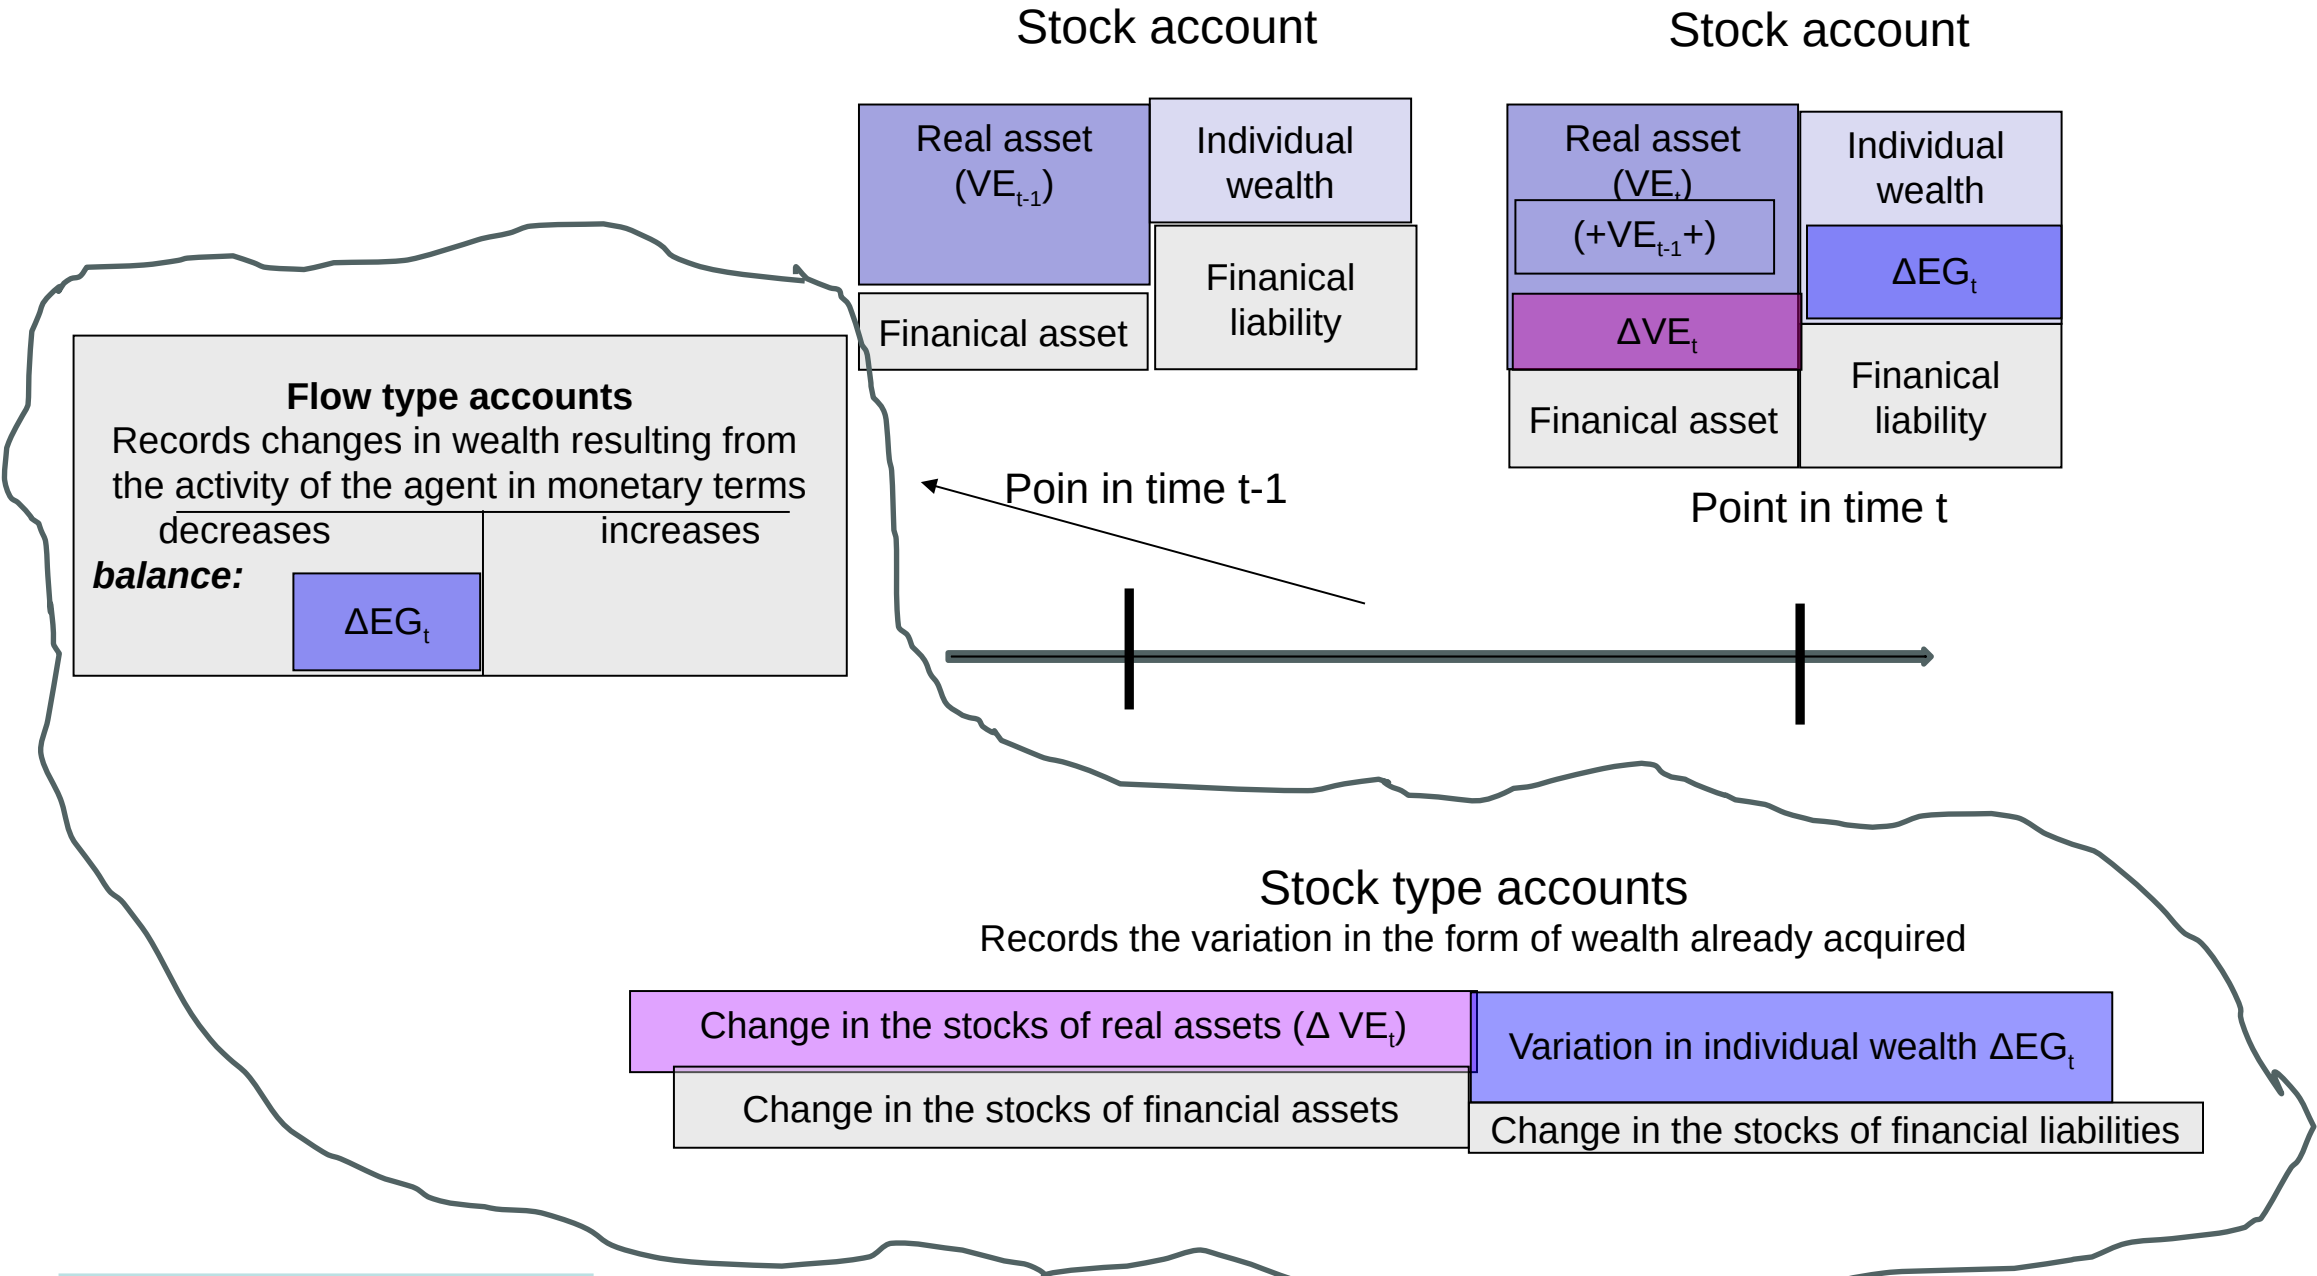 Stock account
Stock account
Real asset
(VEt-1)
Individual
wealth
Finanical
liability
Finanical asset
Real asset
(VEt)
(+VEt-1+)
ΔVEt
Finanical asset
Individual
wealth
ΔEGt
Finanical
liability
Flow type accounts
Records changes in wealth resulting from
the activity of the agent in monetary terms
decreases increases
balance:
ΔEGt
Poin in time t-1
Point in time t
Stock type accounts
Records the variation in the form of wealth already acquired
Change in the stocks of real assets (Δ VEt)
Variation in individual wealth ΔEGt
Change in the stocks of financial assets
Change in the stocks of financial liabilities